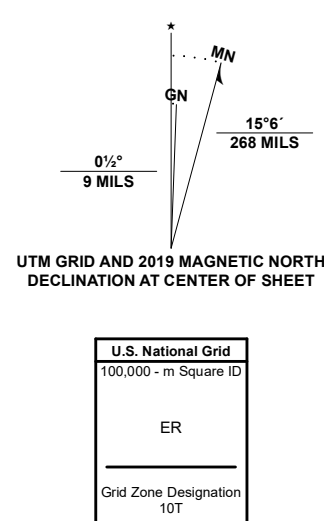 ★
MN
GN
15°6´
268 MILS
0½°
9 MILS
UTM GRID AND 2019 MAGNETIC NORTH
DECLINATION AT CENTER OF SHEET
U.S. National Grid
100,000 - m Square ID
ER
Grid Zone Designation
10T